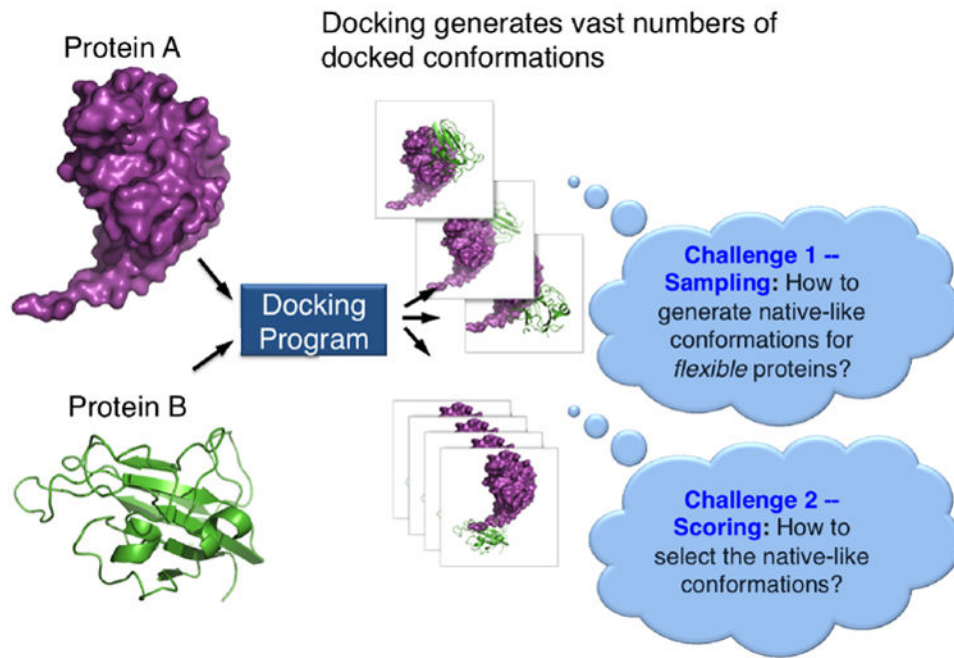 Docking generates vast numbers of
docked conformations
Protein A
Docking
Program
Protein B
Challenge 1 --
Sampling: How to
generate native-like
conformations for
flexible proteins?
Challenge 2 --
Scoring: How to
select the native-like
conformations?